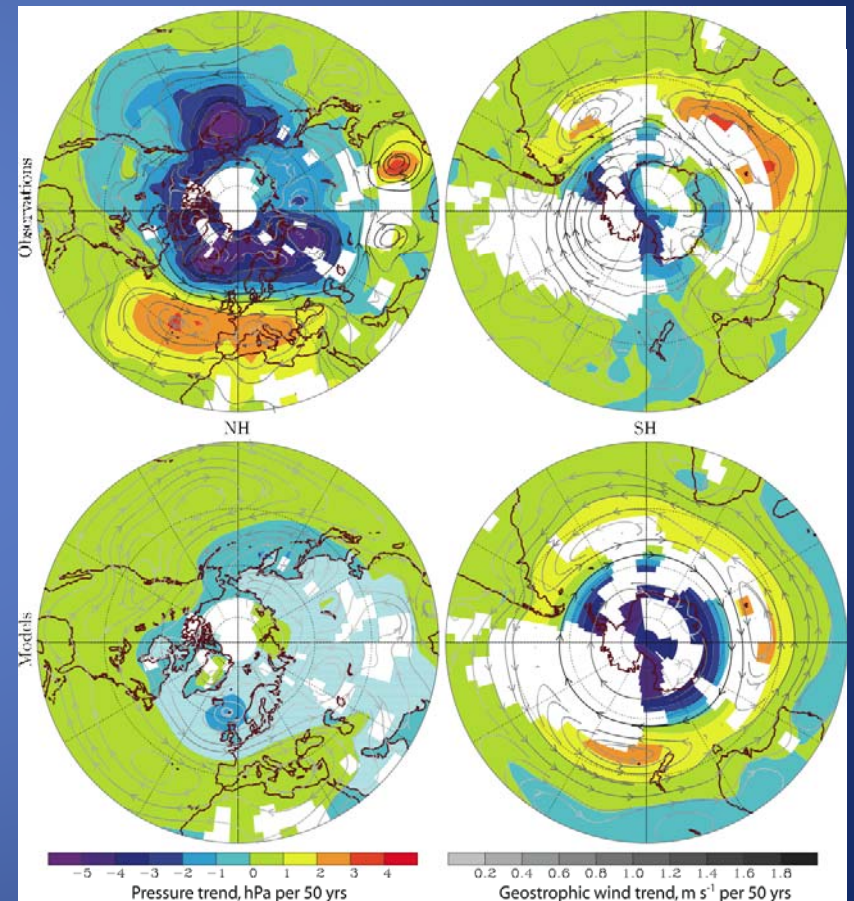 Observations
NH
SH
Models
-5 -4 -3 -2 -1 0 1 2 3 4
0.2 0.4 0.6 0.8 1.0 1.2 1.4 1.6 1.8
Pressure trend, hPa per 50 yrs
Geostrophic wind trend, m s⁻¹ per 50 yrs